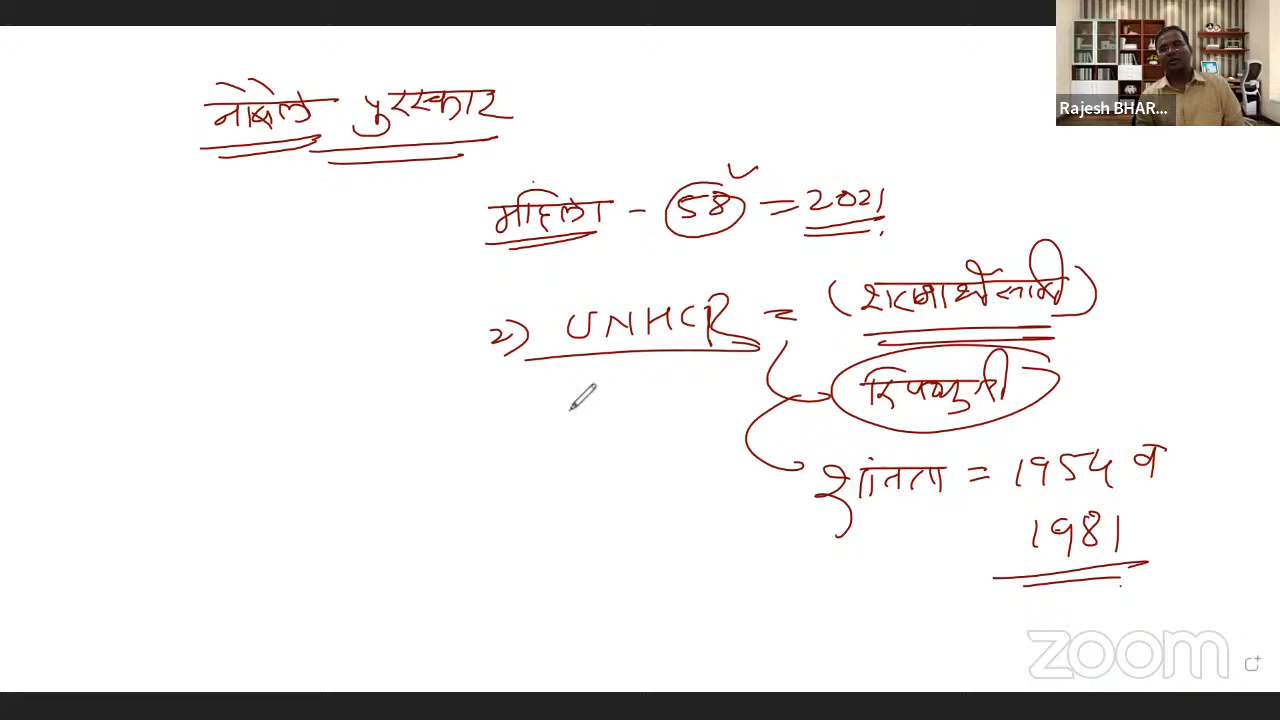 Rajesh BHAR...
नोबेल पुरस्कार
महिला - 58 = 2021
2) UNHCR = (शरणार्थीसाठी)
रिफ्युजी
शांतता = 1954 व
1981
zoom